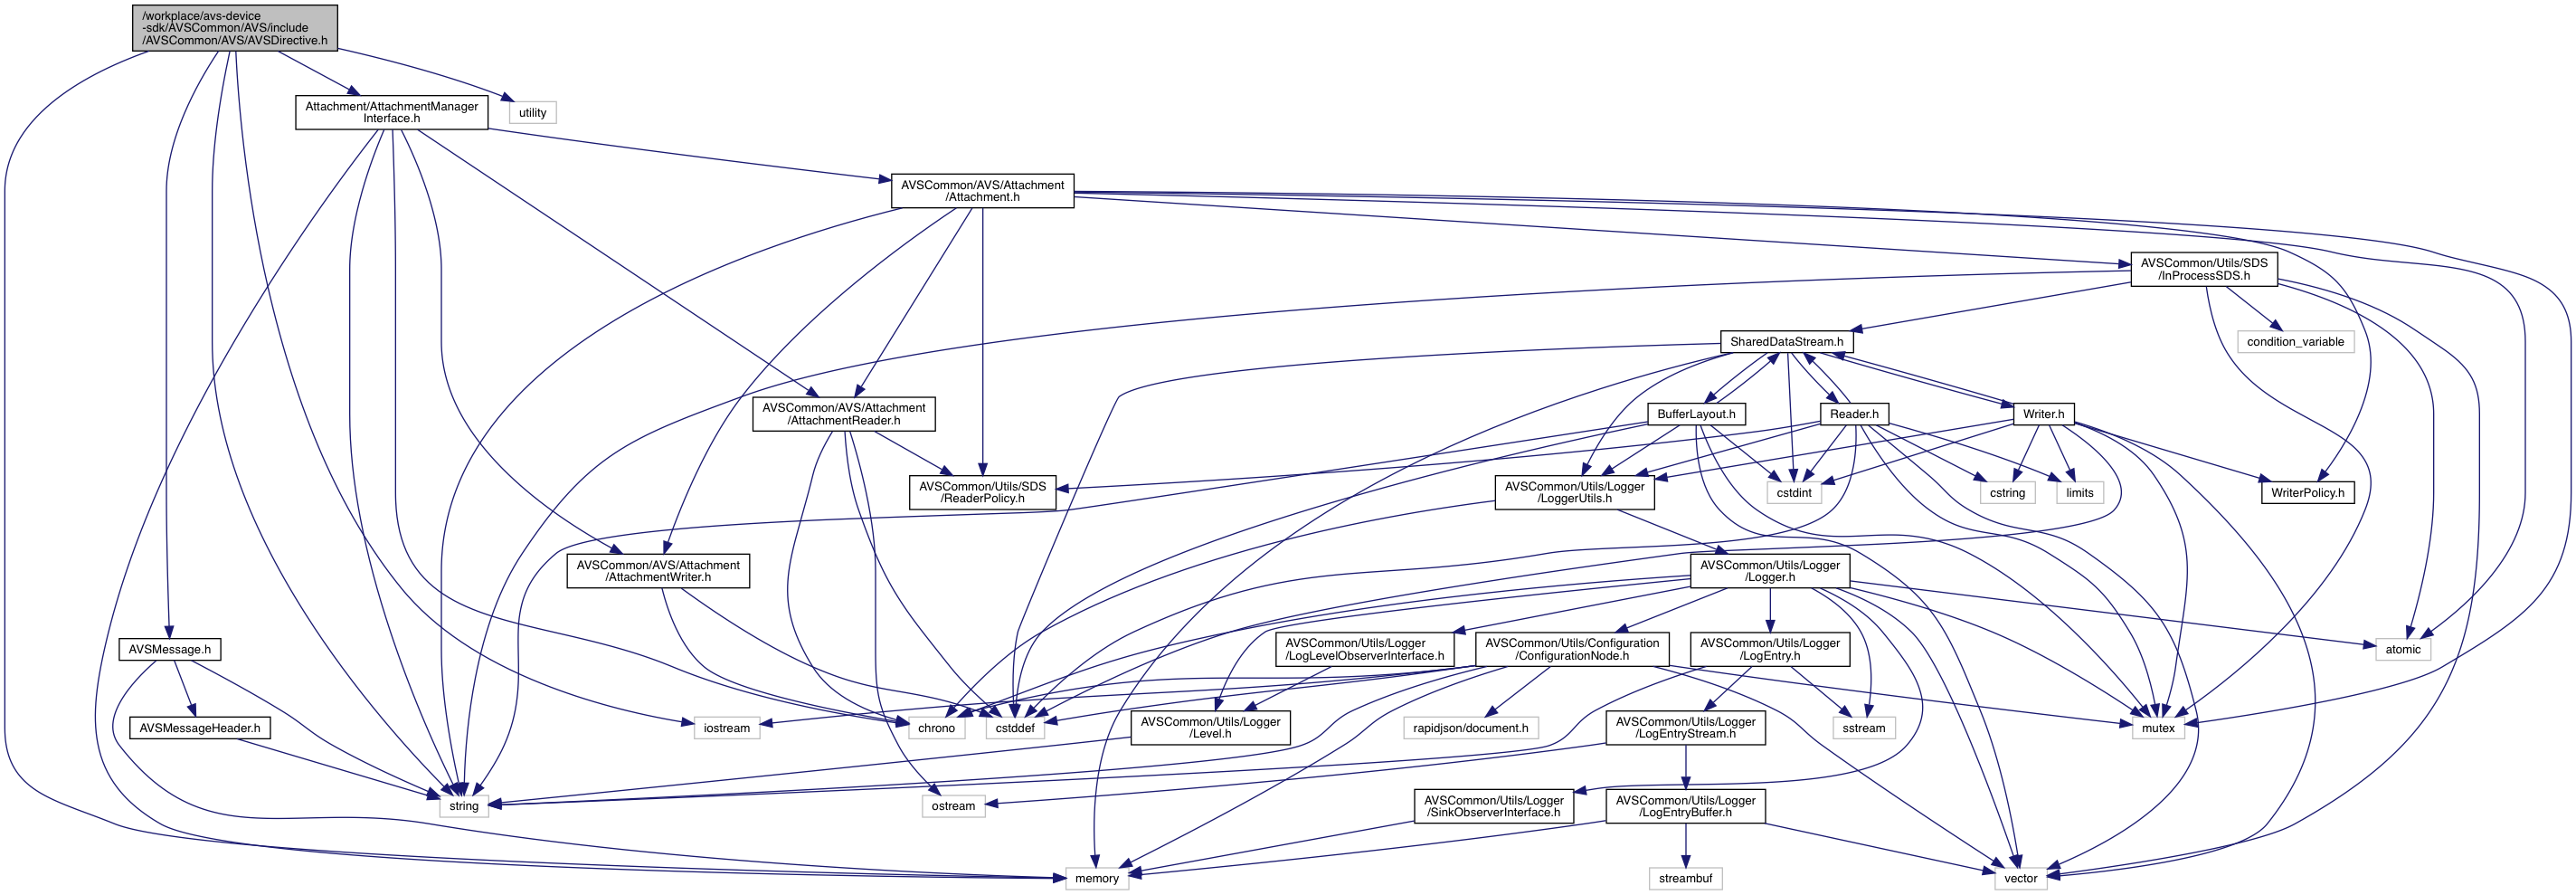 /workplace/avs-device
-sdk/AVSCommon/AVS/include
/AVSCommon/AVS/AVSDirective.h
Attachment/AttachmentManager
Interface.h
utility
AVSCommon/AVS/Attachment
/Attachment.h
AVSCommon/Utils/SDS
/InProcessSDS.h
SharedDataStream.h
condition_variable
AVSCommon/AVS/Attachment
/AttachmentReader.h
BufferLayout.h
Reader.h
Writer.h
AVSCommon/Utils/SDS
/ReaderPolicy.h
AVSCommon/Utils/Logger
/LoggerUtils.h
cstdint
cstring
limits
WriterPolicy.h
AVSCommon/AVS/Attachment
/AttachmentWriter.h
AVSCommon/Utils/Logger
/Logger.h
AVSMessage.h
AVSCommon/Utils/Logger
/LogLevelObserverInterface.h
AVSCommon/Utils/Configuration
/ConfigurationNode.h
AVSCommon/Utils/Logger
/LogEntry.h
atomic
AVSMessageHeader.h
iostream
chrono
cstddef
AVSCommon/Utils/Logger
/Level.h
rapidjson/document.h
AVSCommon/Utils/Logger
/LogEntryStream.h
sstream
mutex
string
ostream
AVSCommon/Utils/Logger
/SinkObserverInterface.h
AVSCommon/Utils/Logger
/LogEntryBuffer.h
memory
streambuf
vector